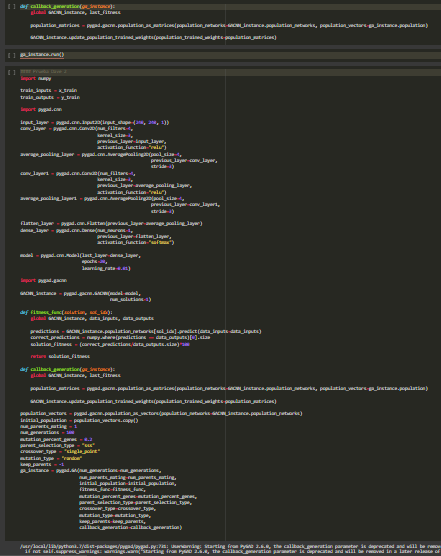 def callback_generation(ga_instance):
global GACNN_instance, last_fitness
population_matrices = pygad.gacnn.population_as_matrices(population_networks=GACNN_instance.population_networks, population_vectors=ga_instance.population)
GACNN_instance.update_population_trained_weights(population_trained_weights=population_matrices)
ga_instance.run()
import numpy
train_inputs = x_train
train_outputs = y_train
import pygad.cnn
input_layer = pygad.cnn.Input2D(input_shape=(240, 240, 1))
conv_layer = pygad.cnn.Conv2D(num_filters=4,
kernel_size=3,
previous_layer=input_layer,
activation_function="relu")
average_pooling_layer = pygad.cnn.AveragePooling2D(pool_size=4,
previous_layer=conv_layer,
stride=3)
conv_layer1 = pygad.cnn.Conv2D(num_filters=4,
kernel_size=3,
previous_layer=average_pooling_layer,
activation_function="relu")
average_pooling_layer1 = pygad.cnn.AveragePooling2D(pool_size=4,
previous_layer=conv_layer1,
stride=3)
flatten_layer = pygad.cnn.Flatten(previous_layer=average_pooling_layer)
dense_layer = pygad.cnn.Dense(num_neurons=4,
previous_layer=flatten_layer,
activation_function="softmax")
model = pygad.cnn.Model(last_layer=dense_layer,
epochs=20,
learning_rate=0.01)
import pygad.gacnn
GACNN_instance = pygad.gacnn.GACNN(model=model,
num_solutions=4)
def fitness_func(solution, sol_idx):
global GACNN_instance, data_inputs, data_outputs
predictions = GACNN_instance.population_networks[sol_idx].predict(data_inputs=data_inputs)
correct_predictions = numpy.where(predictions == data_outputs)[0].size
solution_fitness = (correct_predictions/data_outputs.size)*100
return solution_fitness
def callback_generation(ga_instance):
global GACNN_instance, last_fitness
population_matrices = pygad.gacnn.population_as_matrices(population_networks=GACNN_instance.population_networks, population_vectors=ga_instance.population)
GACNN_instance.update_population_trained_weights(population_trained_weights=population_matrices)
population_vectors = pygad.gacnn.population_as_vectors(population_networks=GACNN_instance.population_networks)
initial_population = population_vectors.copy()
num_parents_mating = 1
num_generations = 100
mutation_percent_genes = 0.2
parent_selection_type = "sss"
crossover_type = "single_point"
mutation_type = "random"
keep_parents = -1
ga_instance = pygad.GA(num_generations=num_generations,
num_parents_mating=num_parents_mating,
initial_population=initial_population,
fitness_func=fitness_func,
mutation_percent_genes=mutation_percent_genes,
parent_selection_type=parent_selection_type,
crossover_type=crossover_type,
mutation_type=mutation_type,
keep_parents=keep_parents,
callback_generation=callback_generation)
/usr/local/lib/python3.7/dist-packages/pygad/pygad.py:731: UserWarning: Starting from PyGAD 2.6.0, the callback_generation parameter is deprecated and will be remov
if not self.suppress_warnings: warnings.warn("Starting from PyGAD 2.6.0, the callback_generation parameter is deprecated and will be removed in a later release of